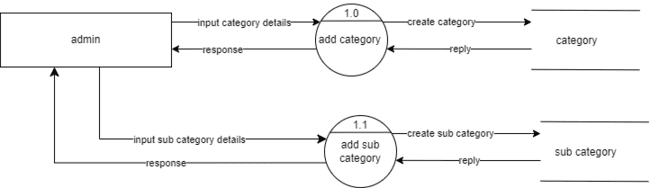 1.0
input category details
create category
admin
add category
category
response
reply
1.1
input sub category details
create sub category
add sub
category
sub category
response
reply